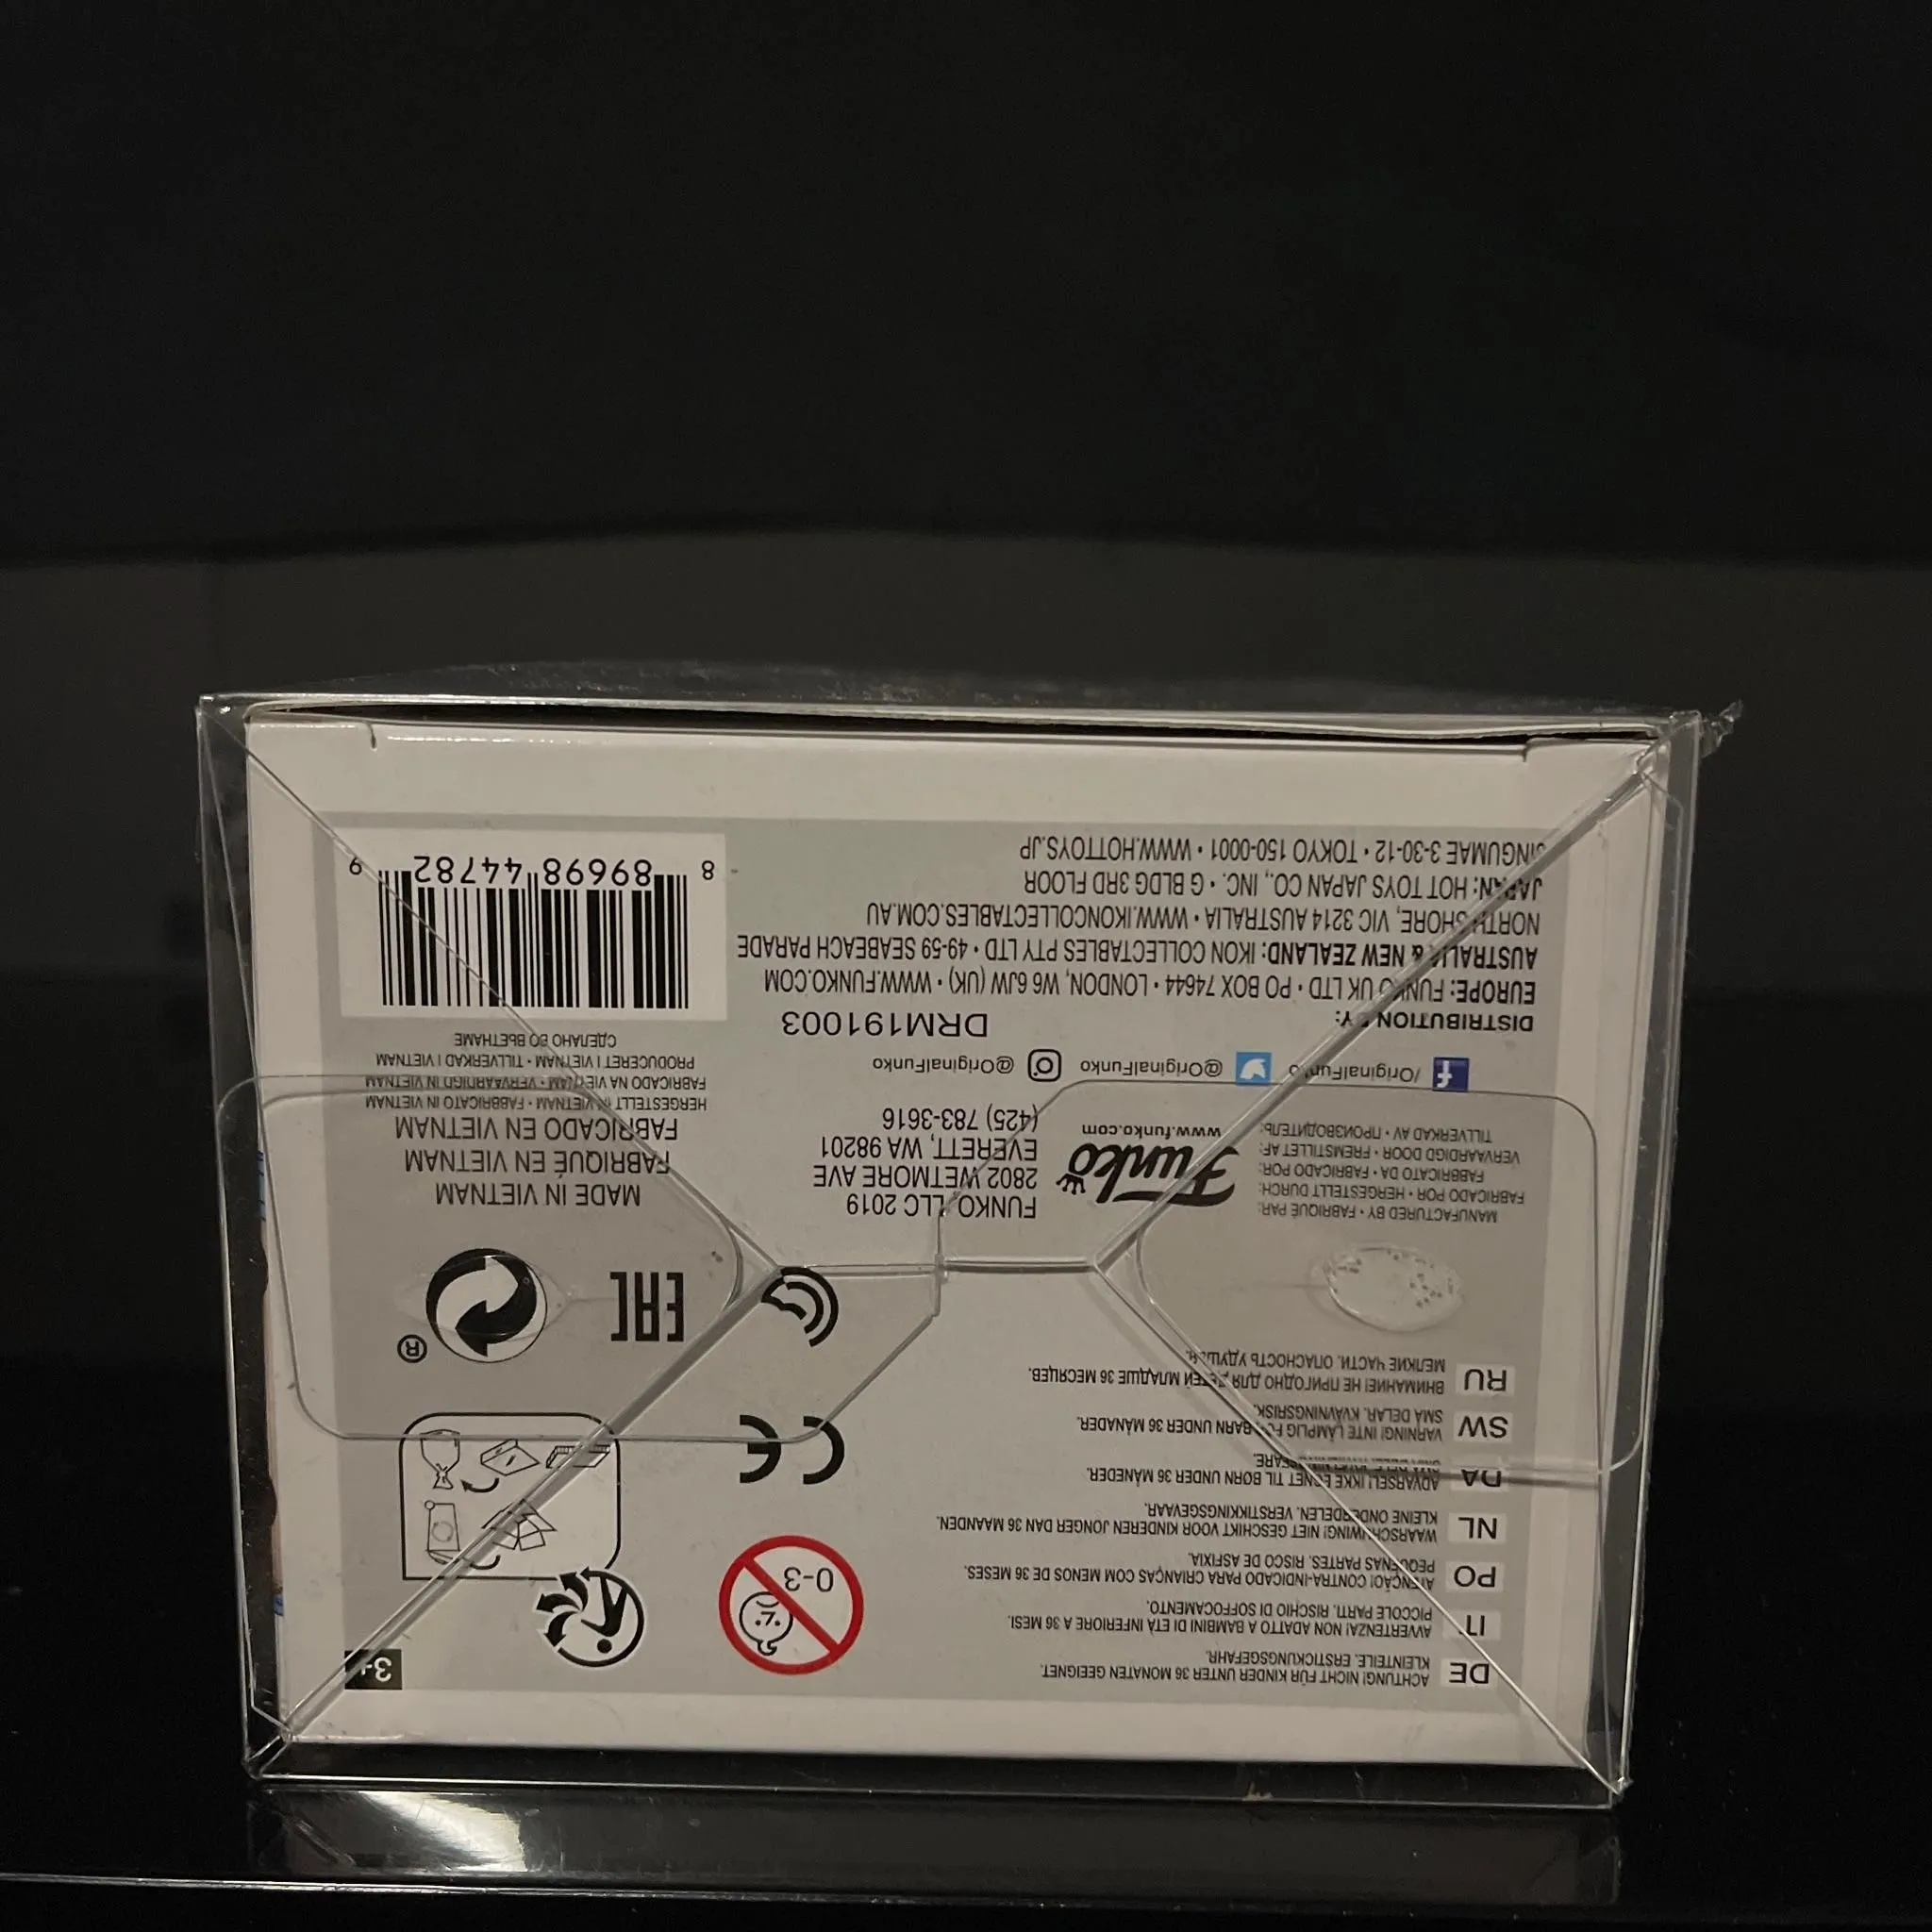 3+
DE
ACHTUNG! NICHT FÜR KINDER UNTER 36 MONATEN GEEIGNET.
KLEINTEILE. ERSTICKUNGSGEFAHR.
IT
AVVERTENZA! NON ADATTO A BAMBINI DI ETÀ INFERIORE A 36 MESI.
PICCOLE PARTI. RISCHIO DI SOFFOCAMENTO.
PO
ATENÇÃO! CONTRA-INDICADO PARA CRIANÇAS COM MENOS DE 36 MESES.
PEQUENAS PARTES. RISCO DE ASFIXIA.
NL
WAARSCHUWING! NIET GESCHIKT VOOR KINDEREN JONGER DAN 36 MAANDEN.
KLEINE ONDERDELEN. VERSTIKKINGSGEVAAR.
DA
ADVARSEL! IKKE EGNET TIL BØRN UNDER 36 MÅNEDER.
SW
VARNING! INTE LÄMPLIG FÖR BARN UNDER 36 MÅNADER.
SMÅ DELAR. KVÄVNINGSRISK.
RU
ВНИМАНИЕ! НЕ ПРИГОДНО ДЛЯ ДЕТЕЙ МЛАДШЕ 36 МЕСЯЦЕВ.
МЕЛКИЕ ЧАСТИ. ОПАСНОСТЬ УДУШЬЯ.
0-3
CE
EAC
®
MANUFACTURED BY • FABRIQUÉ PAR:
FABRICADO POR • HERGESTELLT DURCH:
FABBRICATO DA • FABRICADO POR:
VERVAARDIGD DOOR • FREMSTILLET AF:
TILLVERKAD AV • ПРОИЗВОДИТЕЛЬ:
Funko
www.funko.com
FUNKO, LLC 2019
2802 WETMORE AVE
EVERETT, WA 98201
(425) 783-3616
/OriginalFunko @OriginalFunko @OriginalFunko
MADE IN VIETNAM
FABRIQUÉ EN VIETNAM
FABRICADO EN VIETNAM
HERGESTELLT IN VIETNAM • FABBRICATO IN VIETNAM
FABRICADO NA VIETNAM • VERVAARDIGD IN VIETNAM
PRODUCERET I VIETNAM • TILLVERKAD I VIETNAM
СДЕЛАНО ВО ВЬЕТНАМЕ
DISTRIBUTION BY:
DRM191003
EUROPE: FUNKO UK LTD • PO BOX 74644 • LONDON, W6 6JW (UK) • WWW.FUNKO.COM
AUSTRALIA & NEW ZEALAND: IKON COLLECTABLES PTY LTD • 49-59 SEABEACH PARADE
NORTH SHORE, VIC 3214 AUSTRALIA • WWW.IKONCOLLECTABLES.COM.AU
JAPAN: HOT TOYS JAPAN CO., INC. • G BLDG 3RD FLOOR
JINGUMAE 3-30-12 • TOKYO 150-0001 • WWW.HOTTOYS.JP
8 89698 44782 9